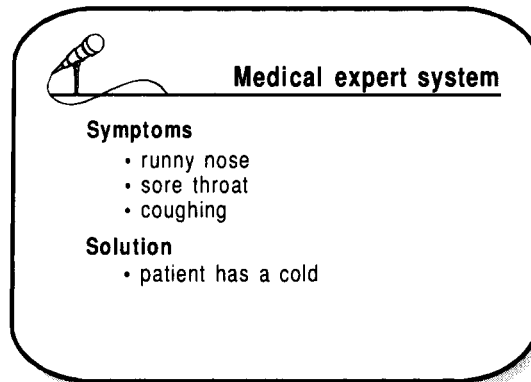 Medical expert system
Symptoms
• runny nose
• sore throat
• coughing
Solution
• patient has a cold